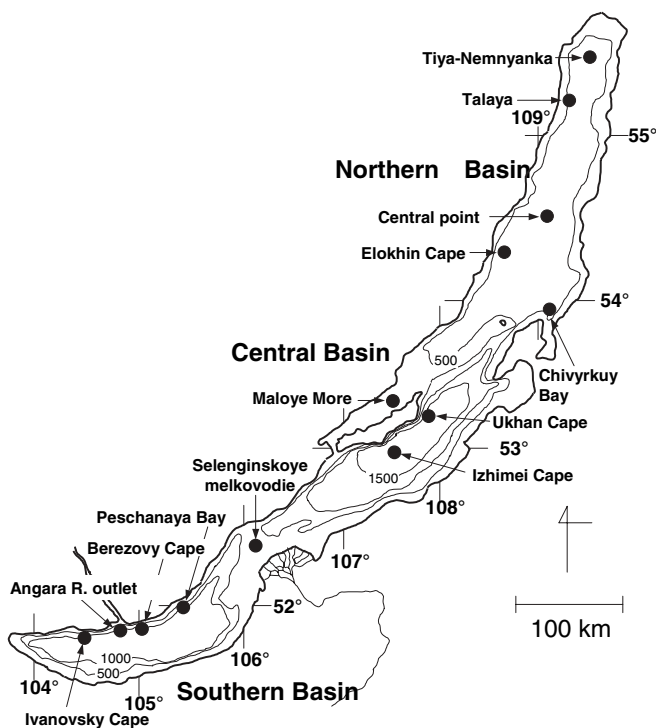 Tiya-Nemnyanka
Talaya
109°
55°
Northern Basin
Central point
Elokhin Cape
54°
Central Basin
500
Chivyrkuy
Bay
Maloye More
Ukhan Cape
53°
Selenginskoye
melkovodie
1500
Izhimei Cape
108°
Peschanaya Bay
107°
Berezovy Cape
Angara R. outlet
52°
100 km
106°
1000
500
104°
105°
Southern Basin
Ivanovsky Cape